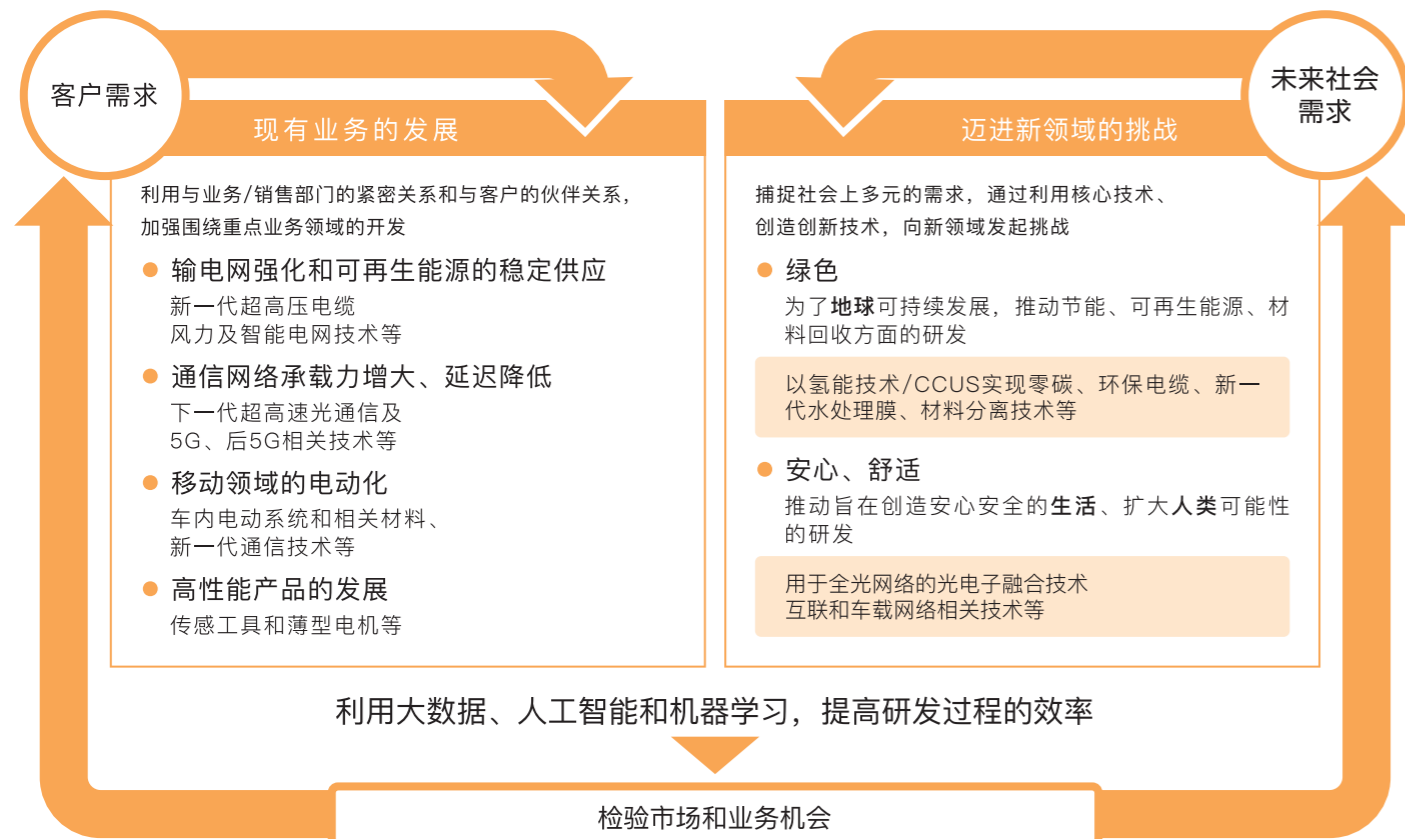 客户需求
现有业务的发展
利用与业务/销售部门的紧密关系和与客户的伙伴关系，
加强围绕重点业务领域的开发
输电网强化和可再生能源的稳定供应
新一代超高压电缆
风力及智能电网技术等
通信网络承载力增大、延迟降低
下一代超高速光通信及
5G、后5G相关技术等
移动领域的电动化
车内电动系统和相关材料、
新一代通信技术等
高性能产品的发展
传感工具和薄型电机等
未来社会
需求
迈进新领域的挑战
捕捉社会上多元的需求，通过利用核心技术、
创造创新技术，向新领域发起挑战
绿色
为了地球可持续发展，推动节能、可再生能源、材
料回收方面的研发
以氢能技术/CCUS实现零碳、环保电缆、新一
代水处理膜、材料分离技术等
安心、舒适
推动旨在创造安心安全的生活、扩大人类可能性
的研发
用于全光网络的光电子融合技术
互联和车载网络相关技术等
利用大数据、人工智能和机器学习，提高研发过程的效率
检验市场和业务机会